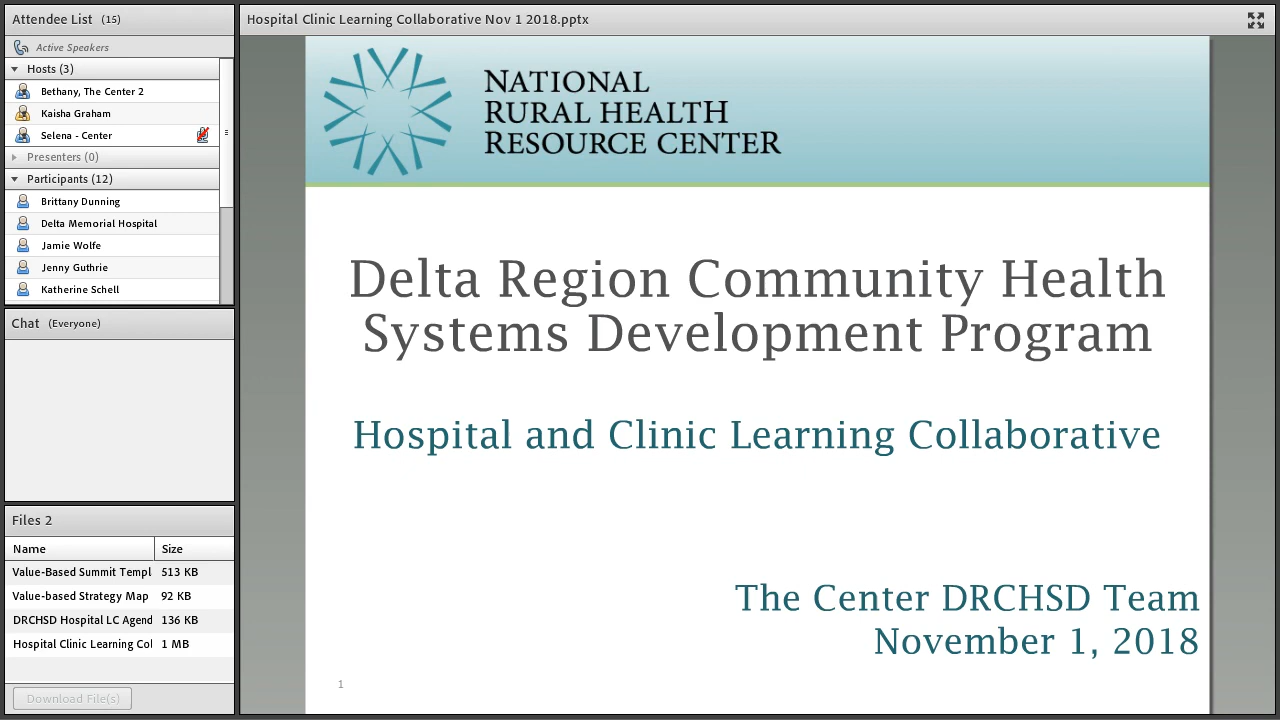 Attendee List (15)
Active Speakers
Hosts (3)
Bethany, The Center 2
Kaisha Graham
Selena - Center
Presenters (0)
Participants (12)
Brittany Dunning
Delta Memorial Hospital
Jamie Wolfe
Jenny Guthrie
Katherine Schell
Chat (Everyone)
Files 2
Name Size
Value-Based Summit Templ 513 KB
Value-based Strategy Map 92 KB
DRCHSD Hospital LC Agend 136 KB
Hospital Clinic Learning Col 1 MB
Download File(s)
Hospital Clinic Learning Collaborative Nov 1 2018.pptx
NATIONAL
RURAL HEALTH
RESOURCE CENTER
Delta Region Community Health
Systems Development Program
Hospital and Clinic Learning Collaborative
The Center DRCHSD Team
November 1, 2018
1